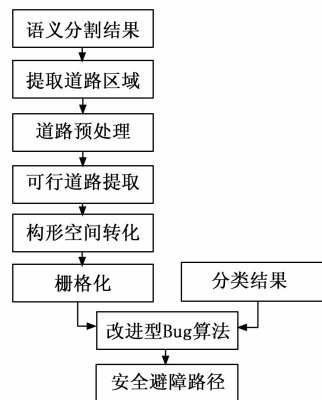 语义分割结果
提取道路区域
道路预处理
可行道路提取
构形空间转化
栅格化
分类结果
改进型Bug算法
安全避障路径